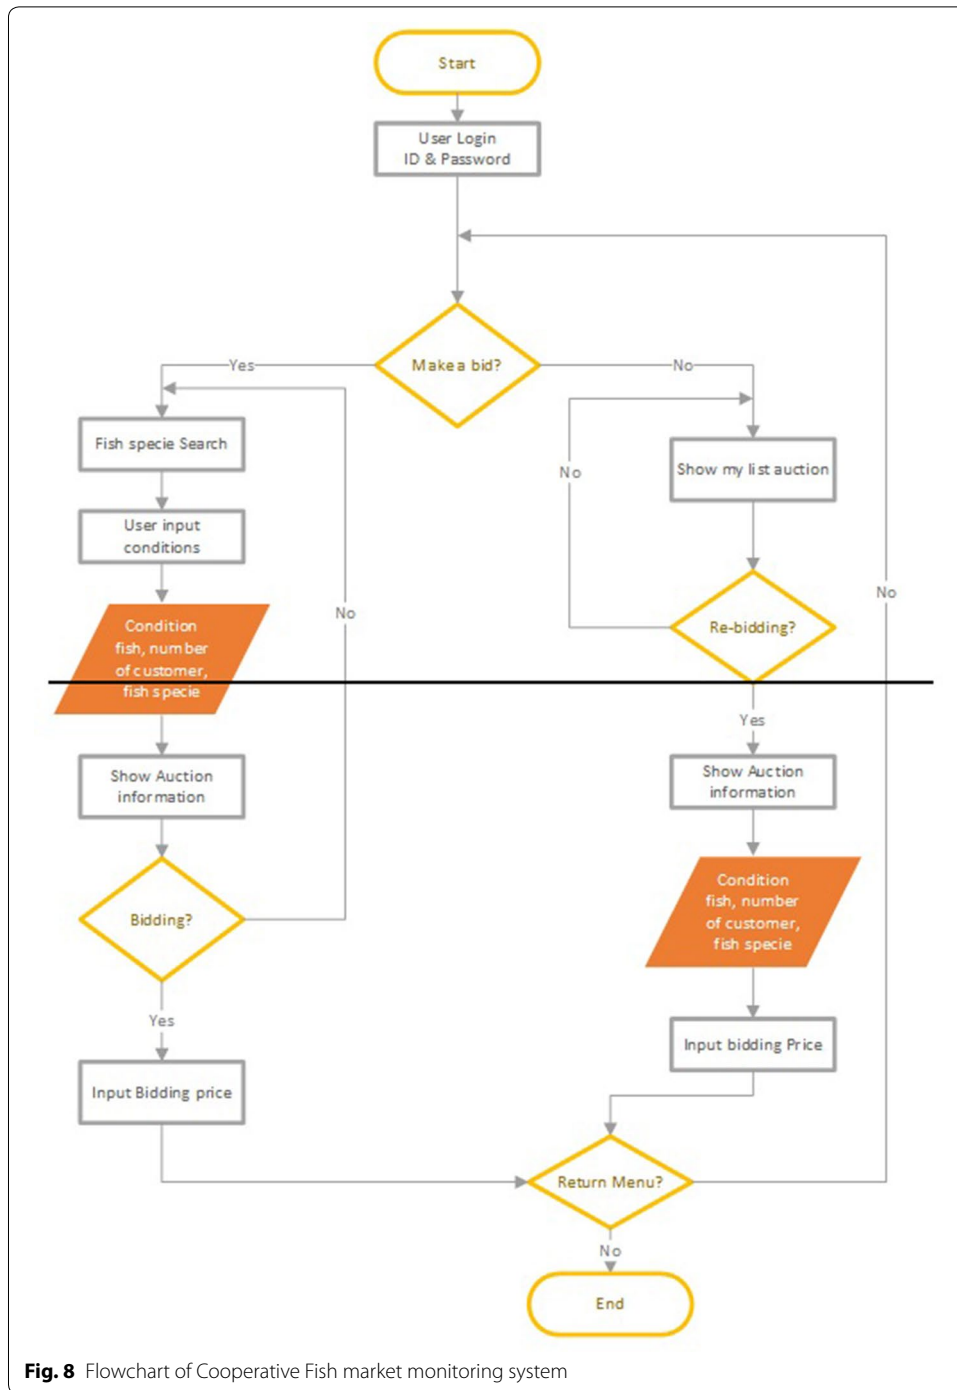 Start
User Login
ID & Password
Make a bid?
Yes
No
Fish specie Search
User input
conditions
Condition
fish, number
of customer,
fish specie
Show Auction
information
Bidding?
No
Yes
Input Bidding price
Show my list auction
No
Re-bidding?
Yes
Show Auction
information
Condition
fish, number
of customer,
fish specie
Input bidding Price
Return Menu?
No
No
End
Fig. 8 Flowchart of Cooperative Fish market monitoring system